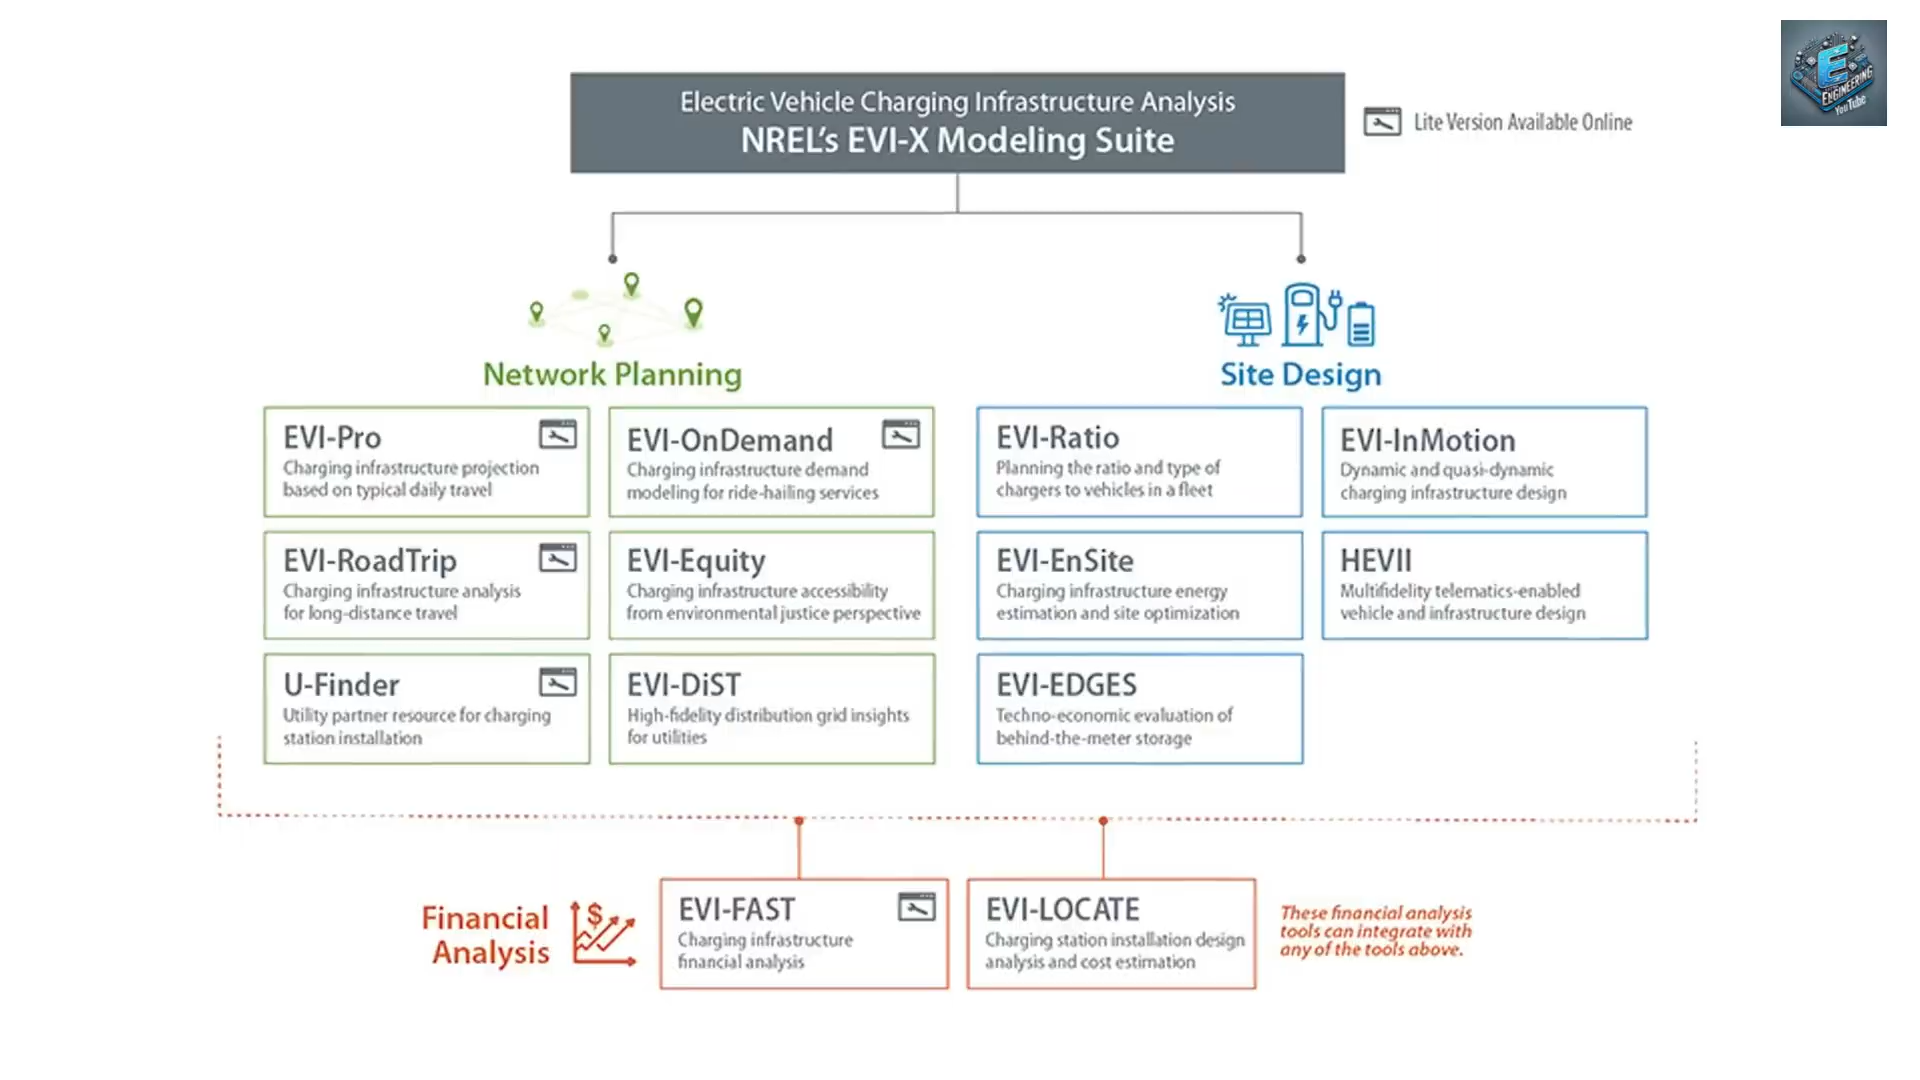 Electric Vehicle Charging Infrastructure Analysis
NREL's EVI-X Modeling Suite
Lite Version Available Online
E
ENGINEERING
YouTube
Network Planning
EVI-Pro
Charging infrastructure projection
based on typical daily travel
EVI-OnDemand
Charging infrastructure demand
modeling for ride-hailing services
EVI-RoadTrip
Charging infrastructure analysis
for long-distance travel
EVI-Equity
Charging infrastructure accessibility
from environmental justice perspective
U-Finder
Utility partner resource for charging
station installation
EVI-DiST
High-fidelity distribution grid insights
for utilities
Site Design
EVI-Ratio
Planning the ratio and type of
chargers to vehicles in a fleet
EVI-InMotion
Dynamic and quasi-dynamic
charging infrastructure design
EVI-EnSite
Charging infrastructure energy
estimation and site optimization
HEVII
Multifidelity telematics-enabled
vehicle and infrastructure design
EVI-EDGES
Techno-economic evaluation of
behind-the-meter storage
Financial
Analysis
$
EVI-FAST
Charging infrastructure
financial analysis
EVI-LOCATE
Charging station installation design
analysis and cost estimation
These financial analysis
tools can integrate with
any of the tools above.